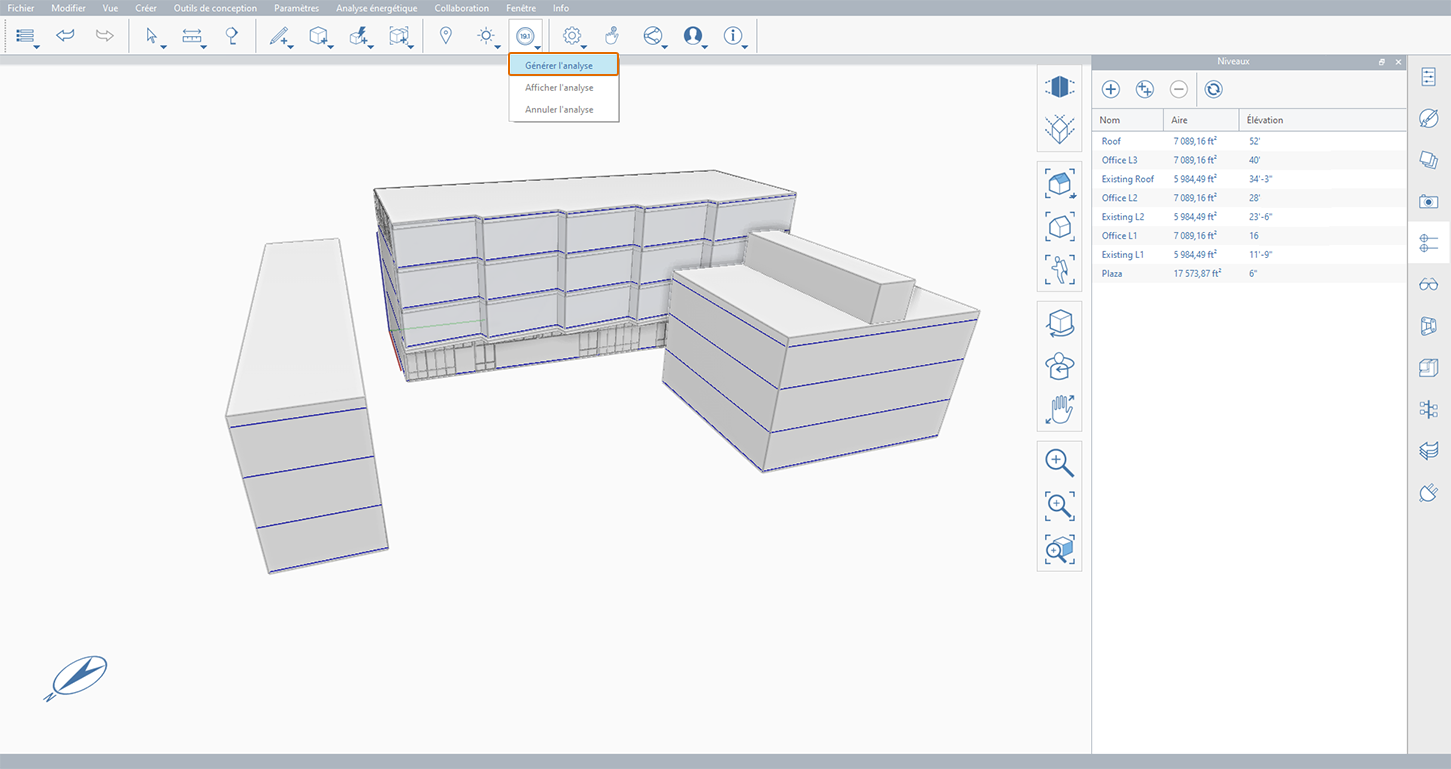 Fichier Modifier Vue Créer Outils de conception Paramètres Analyse énergétique Collaboration Fenêtre Info
19.1
Générer l'analyse
Afficher l'analyse
Annuler l'analyse
Niveaux
Nom Aire Élévation
Roof 7 089,16 ft² 52'
Office L3 7 089,16 ft² 40'
Existing Roof 5 984,49 ft² 34'-3"
Office L2 7 089,16 ft² 28'
Existing L2 5 984,49 ft² 23'-6"
Office L1 7 089,16 ft² 16
Existing L1 5 984,49 ft² 11'-9"
Plaza 17 573,87 ft² 6"
N